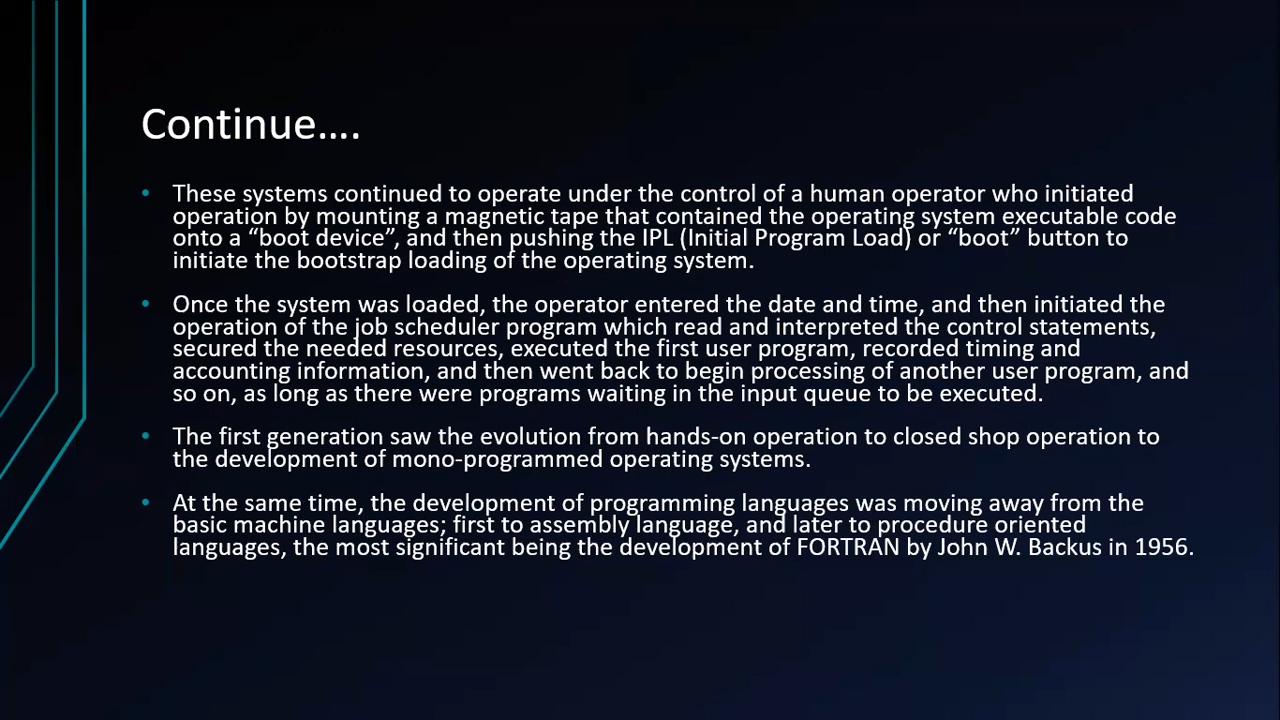 Continue....
• These systems continued to operate under the control of a human operator who initiated
operation by mounting a magnetic tape that contained the operating system executable code
onto a “boot device”, and then pushing the IPL (Initial Program Load) or “boot” button to
initiate the bootstrap loading of the operating system.
• Once the system was loaded, the operator entered the date and time, and then initiated the
operation of the job scheduler program which read and interpreted the control statements,
secured the needed resources, executed the first user program, recorded timing and
accounting information, and then went back to begin processing of another user program, and
so on, as long as there were programs waiting in the input queue to be executed.
• The first generation saw the evolution from hands-on operation to closed shop operation to
the development of mono-programmed operating systems.
• At the same time, the development of programming languages was moving away from the
basic machine languages; first to assembly language, and later to procedure oriented
languages, the most significant being the development of FORTRAN by John W. Backus in 1956.